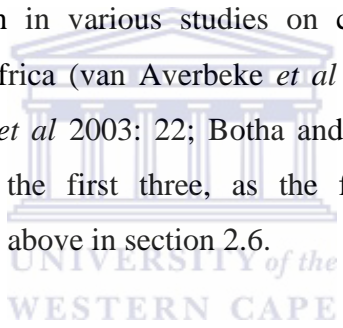 in various studies on
frica (van Averbeke et al
et al 2003: 22; Botha and
the first three, as the
above in section 2.6.
UNIVERSITY of the
WESTERN CAPE